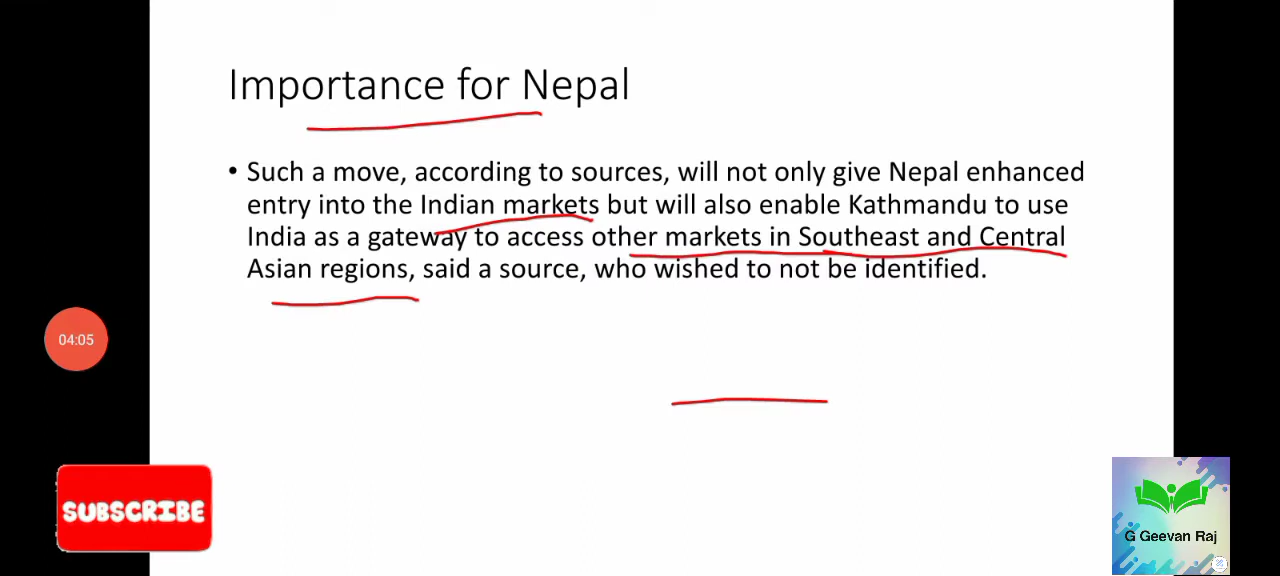 Importance for Nepal
• Such a move, according to sources, will not only give Nepal enhanced
entry into the Indian markets but will also enable Kathmandu to use
India as a gateway to access other markets in Southeast and Central
Asian regions, said a source, who wished to not be identified.
04:05
SUBSCRIBE
G Geevan Raj